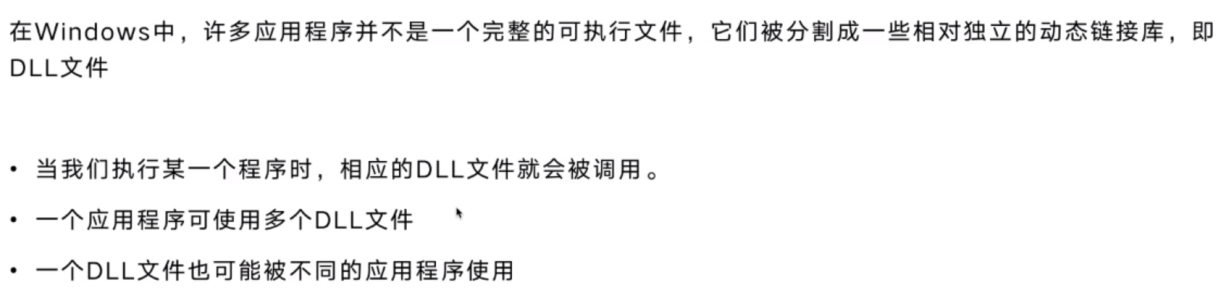 在Windows中，许多应用程序并不是一个完整的可执行文件，它们被分割成一些相对独立的动态链接库，即
DLL文件
• 当我们执行某一个程序时，相应的DLL文件就会被调用。
• 一个应用程序可使用多个DLL文件
• 一个DLL文件也可能被不同的应用程序使用